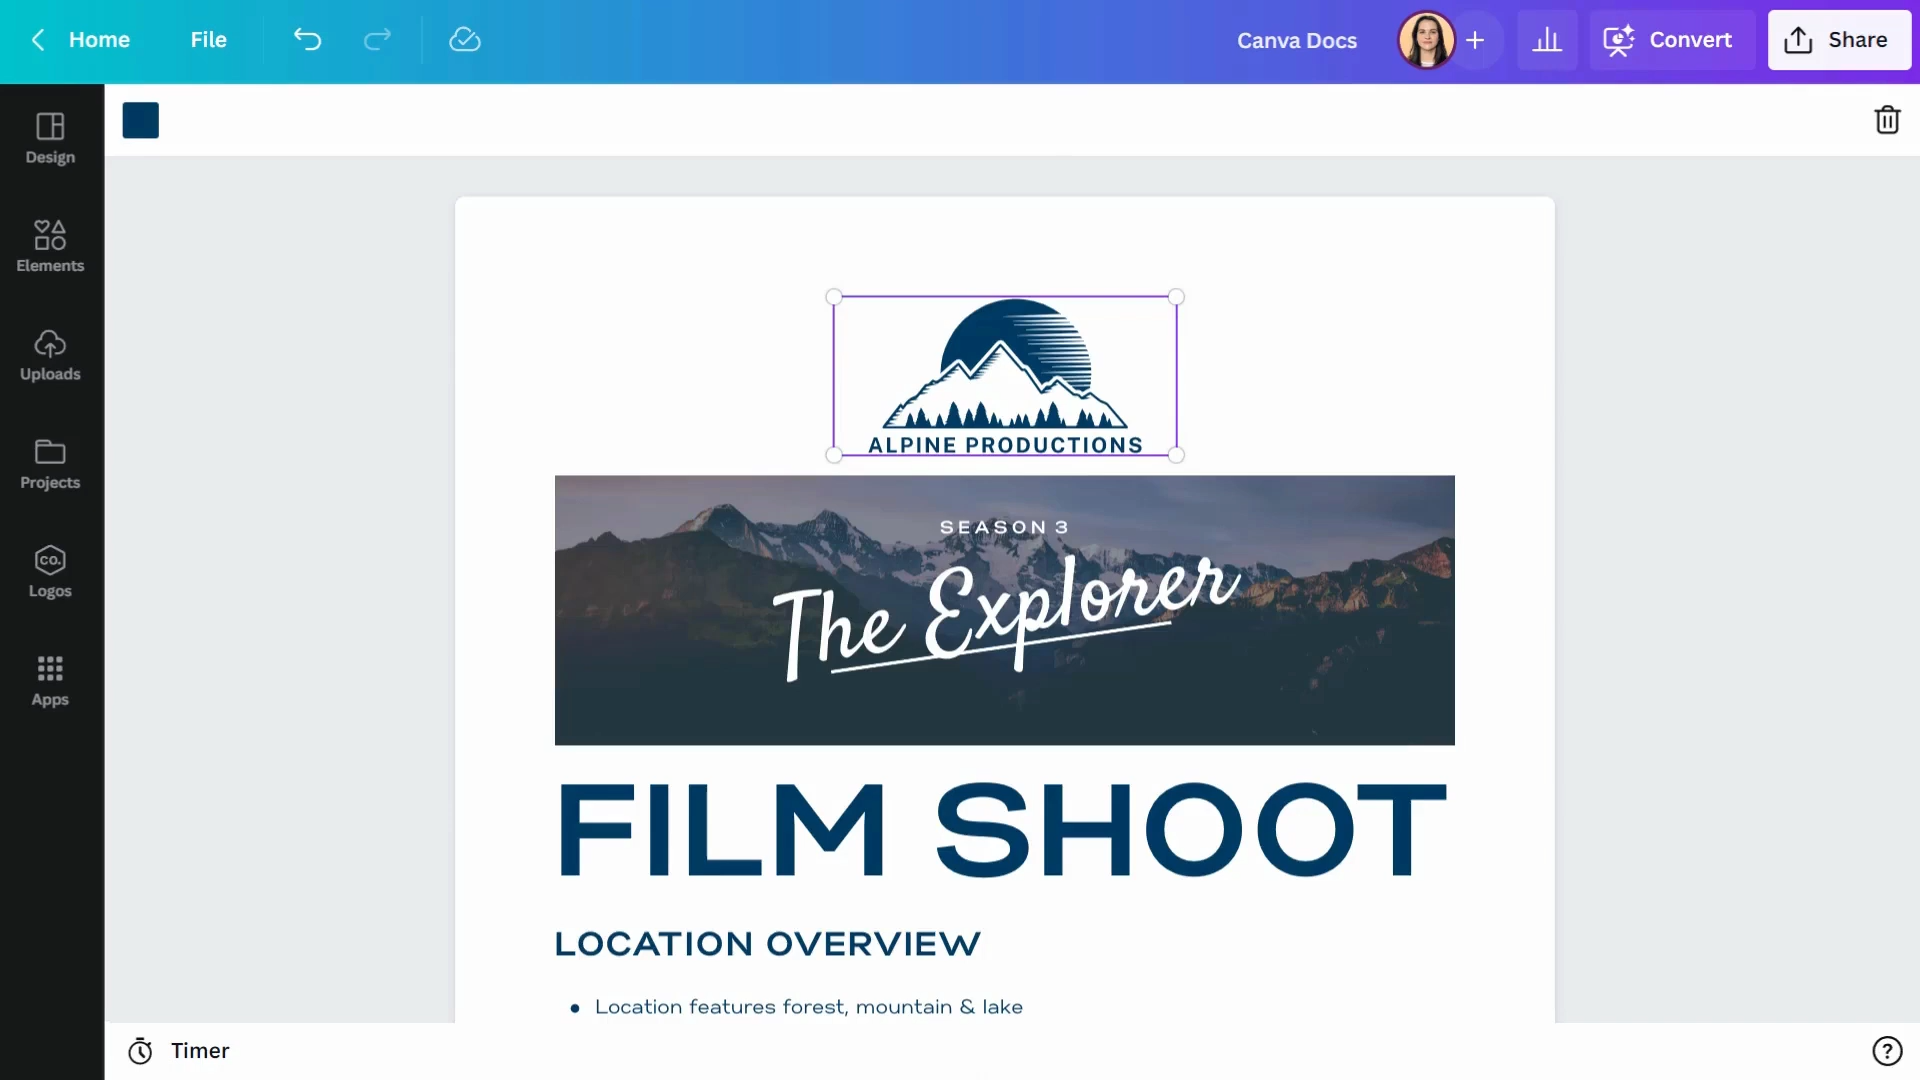 Home
File
Canva Docs
Convert
Share
Design
Elements
Uploads
Projects
CO.
Logos
Apps
ALPINE PRODUCTIONS
SEASON 3
The Explorer
FILM SHOOT
LOCATION OVERVIEW
• Location features forest, mountain & lake
Timer
?